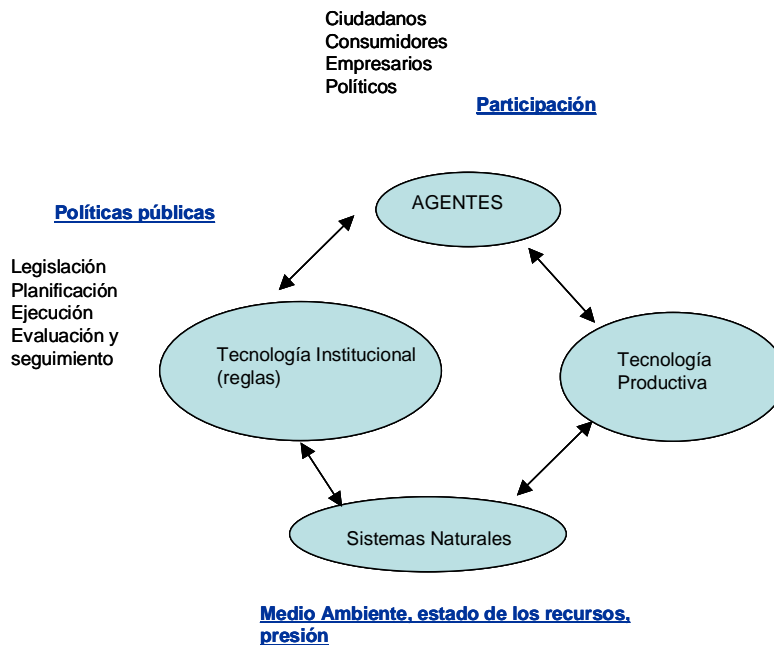 Ciudadanos
Consumidores
Empresarios
Políticos
Participación
AGENTES
Políticas públicas
Legislación
Planificación
Ejecución
Evaluación y
seguimiento
Tecnología Institucional
(reglas)
Tecnología
Productiva
Sistemas Naturales
Medio Ambiente, estado de los recursos,
presión